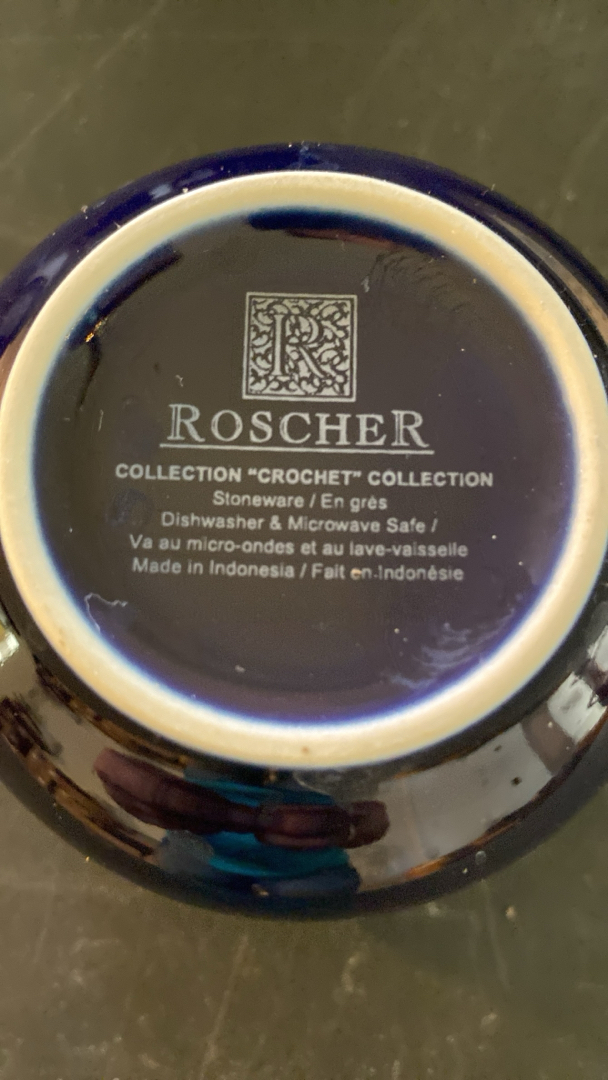 R
ROSCHER
COLLECTION "CROCHET" COLLECTION
Stoneware / En grès
Dishwasher & Microwave Safe /
Va au micro-ondes et au lave-vaisselle
Made in Indonesia / Fait en Indonésie